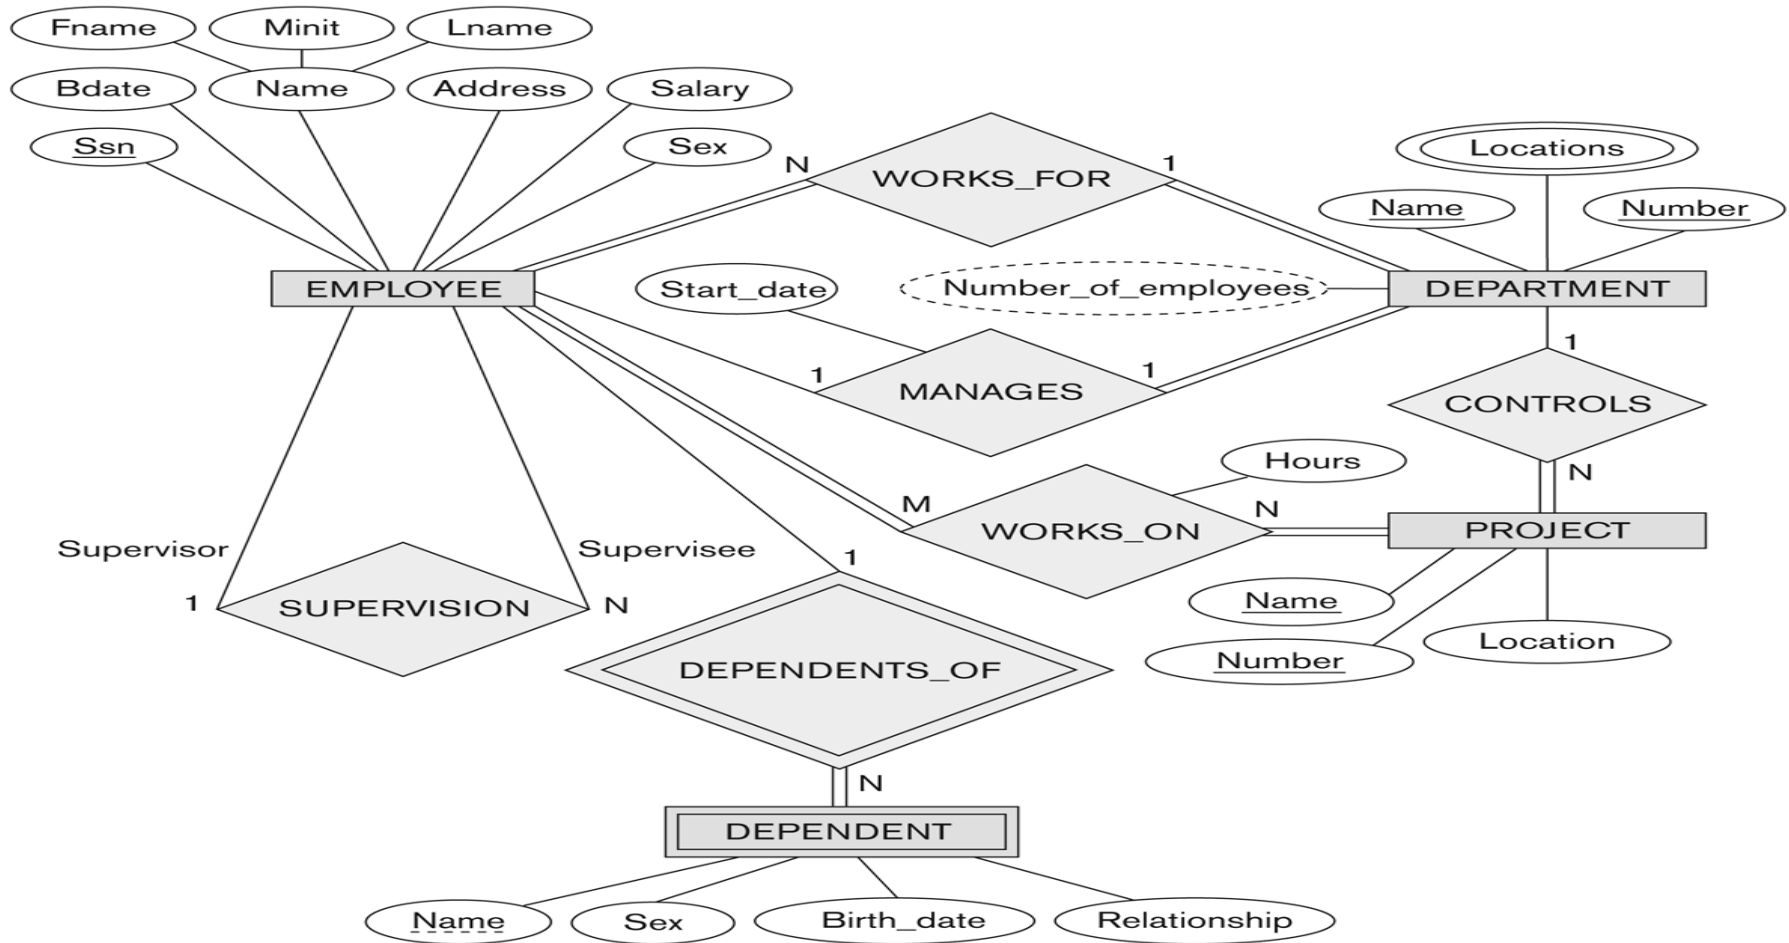 Fname Minit Lname
Bdate Name Address Salary
Ssn Sex
N WORKS_FOR 1
Locations
Name Number
EMPLOYEE Start_date Number_of_employees DEPARTMENT
1 MANAGES 1
1
CONTROLS
N
Hours
M WORKS_ON N
PROJECT
Supervisor Supervisee
1 SUPERVISION N
1
Name
Number Location
DEPENDENTS_OF
N
DEPENDENT
Name Sex Birth_date Relationship